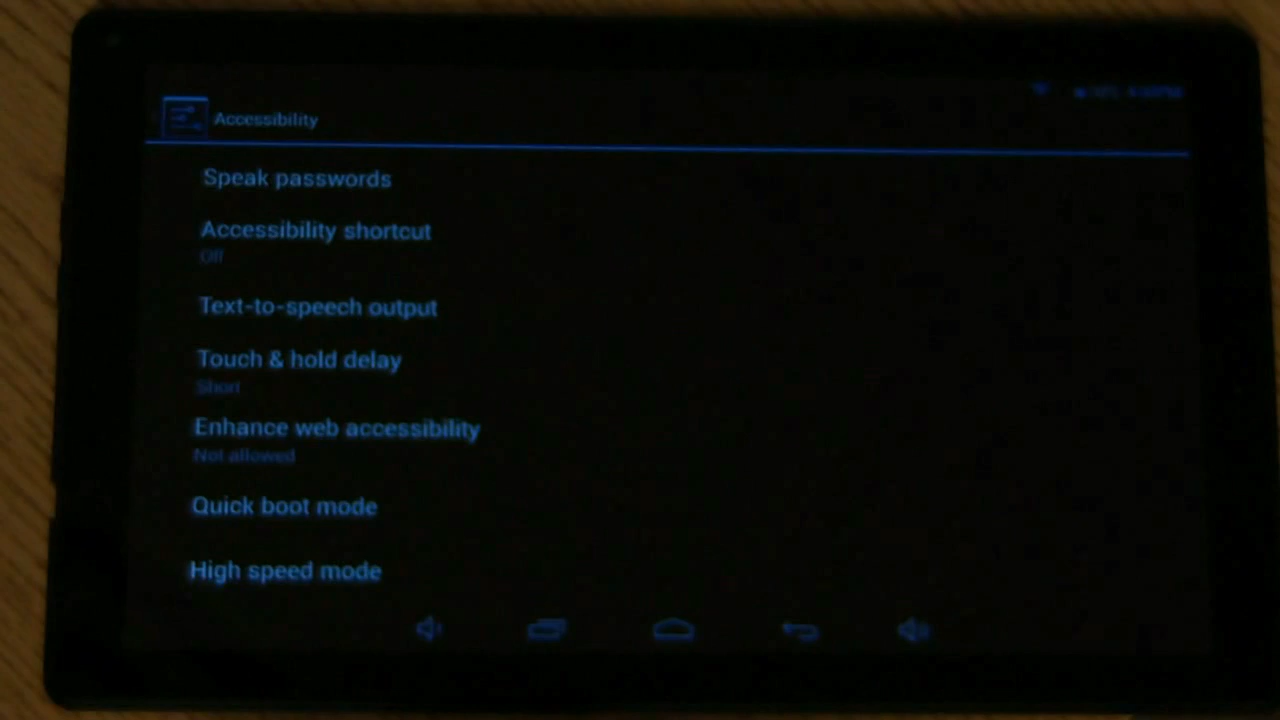 Accessibility
Speak passwords
Accessibility shortcut
Off
Text-to-speech output
Touch & hold delay
Short
Enhance web accessibility
Not allowed
Quick boot mode
High speed mode